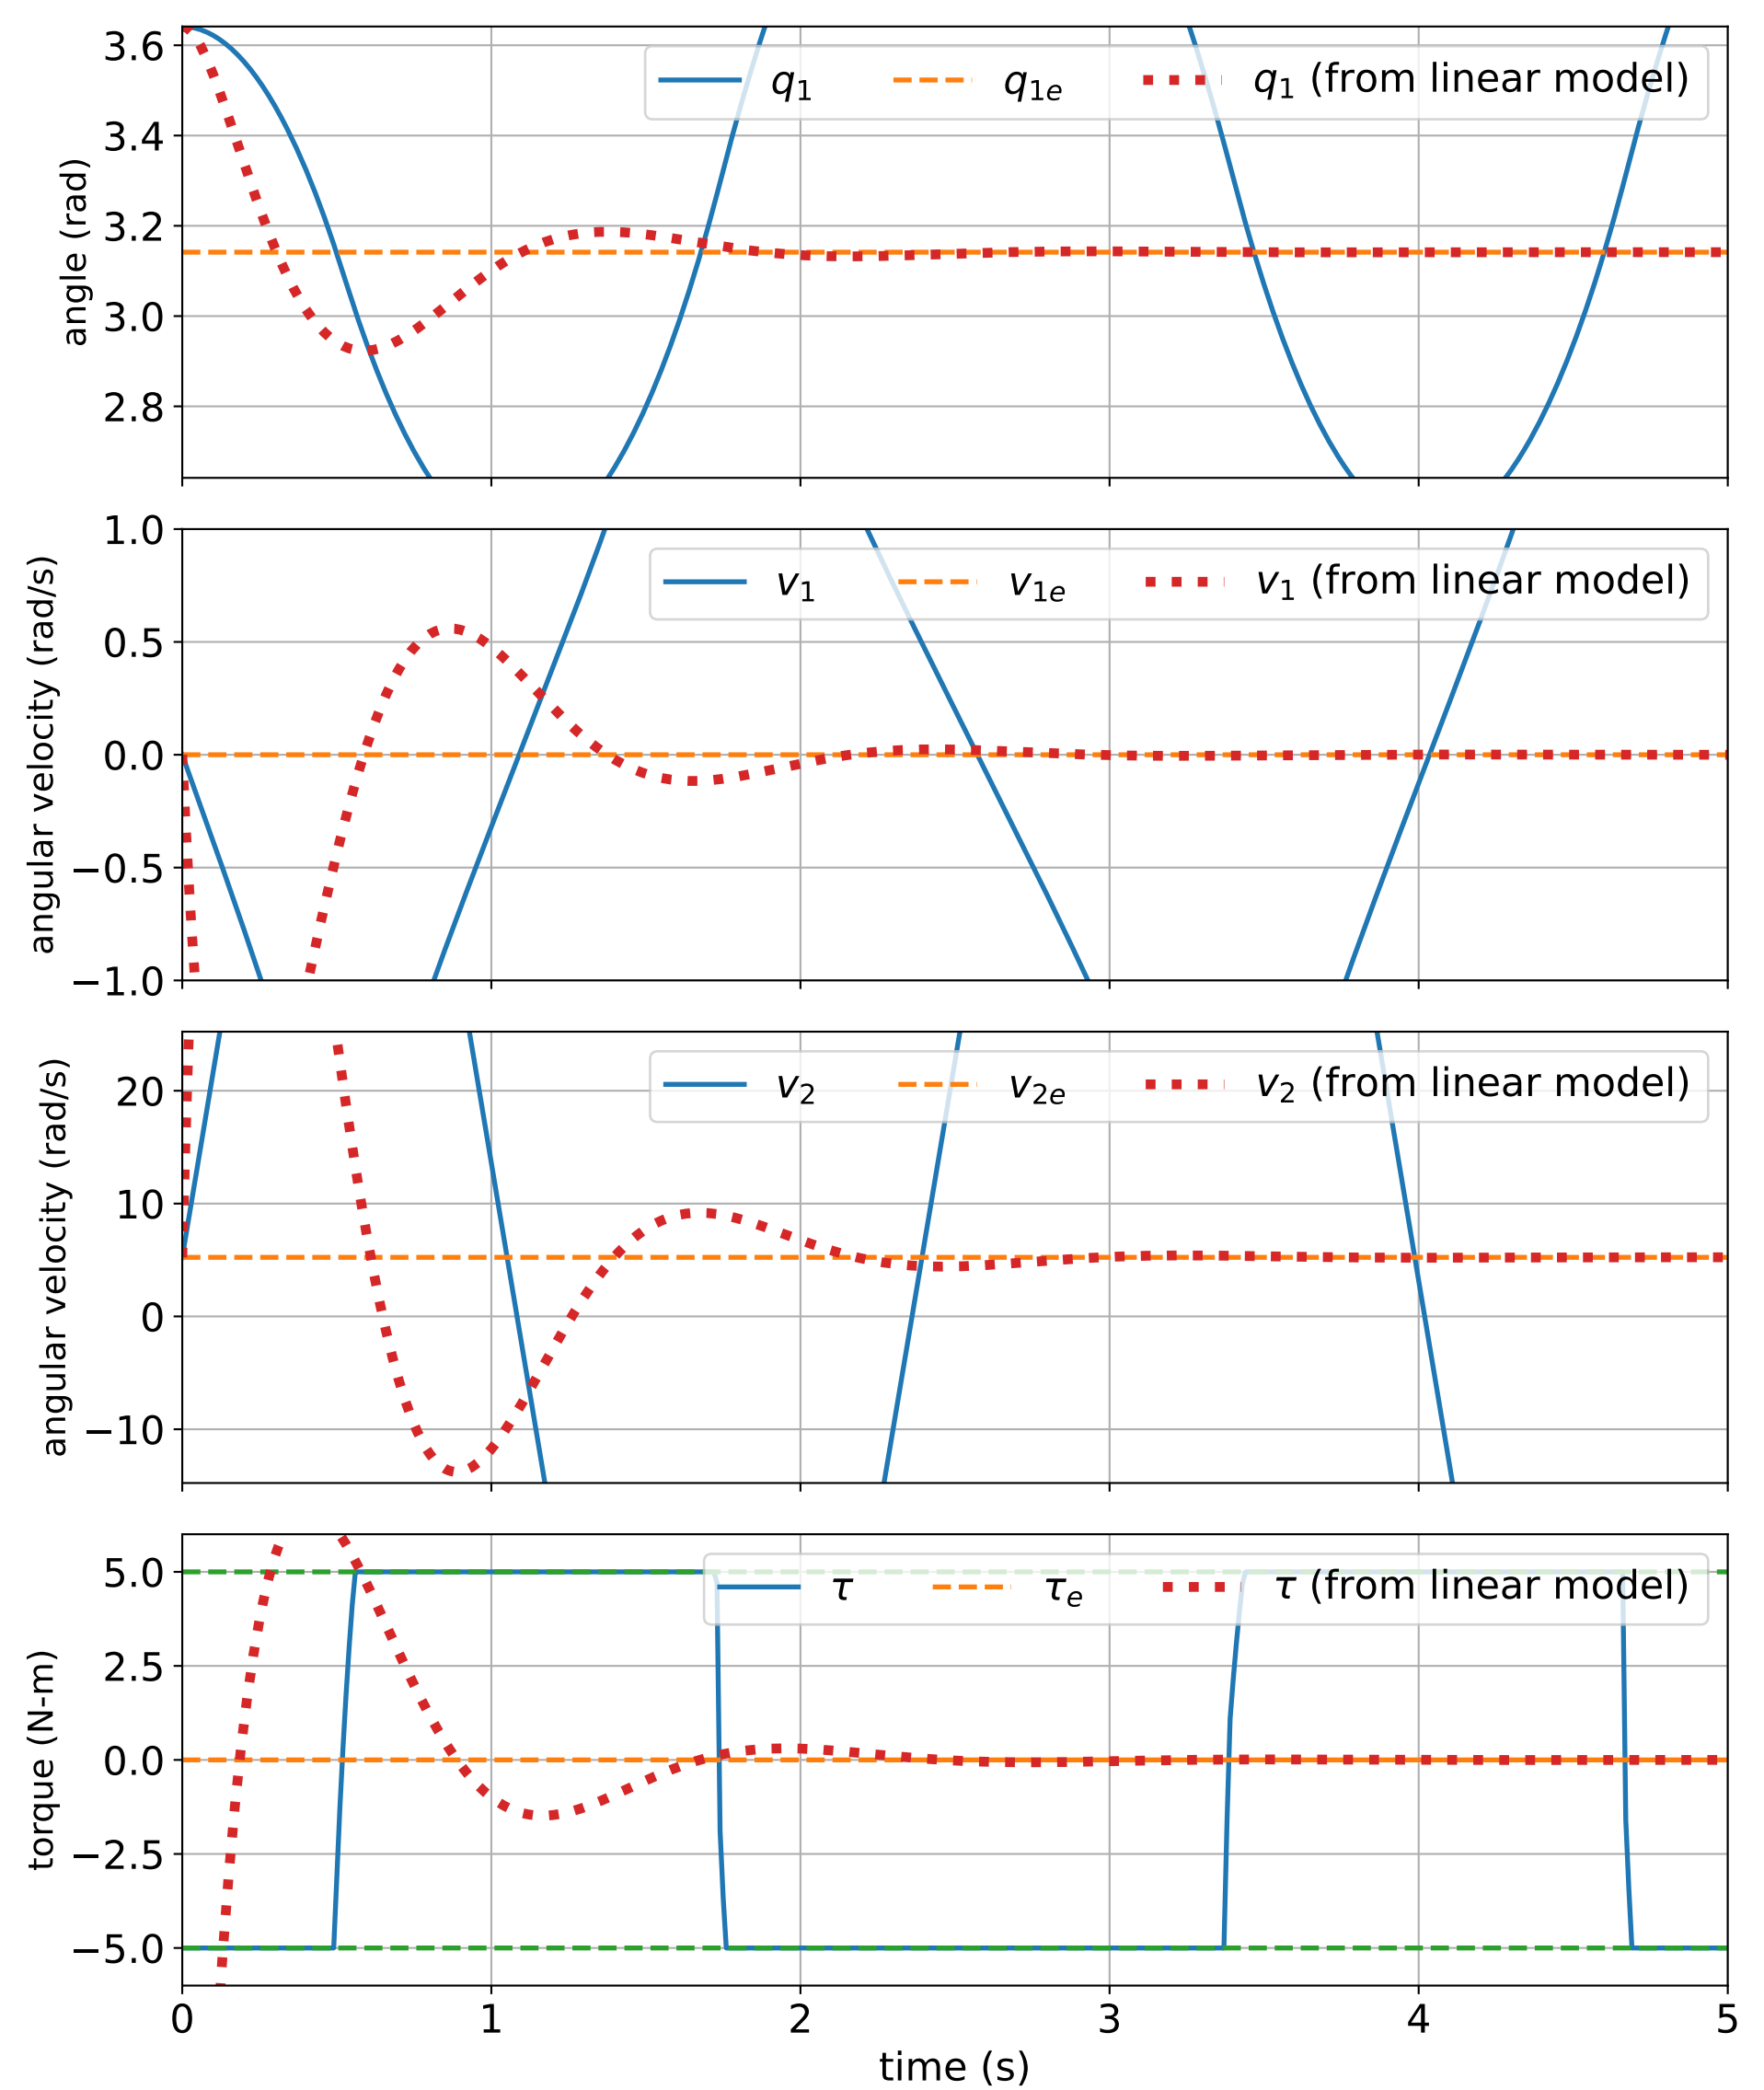 3.6
3.4
3.2
3.0
2.8
angle (rad)
q1 q1e q1 (from linear model)
1.0
0.5
0.0
−0.5
−1.0
angular velocity (rad/s)
v1 v1e v1 (from linear model)
20
10
0
−10
angular velocity (rad/s)
v2 v2e v2 (from linear model)
5.0
2.5
0.0
−2.5
−5.0
torque (N-m)
τ τe τ (from linear model)
0 1 2 3 4 5
time (s)